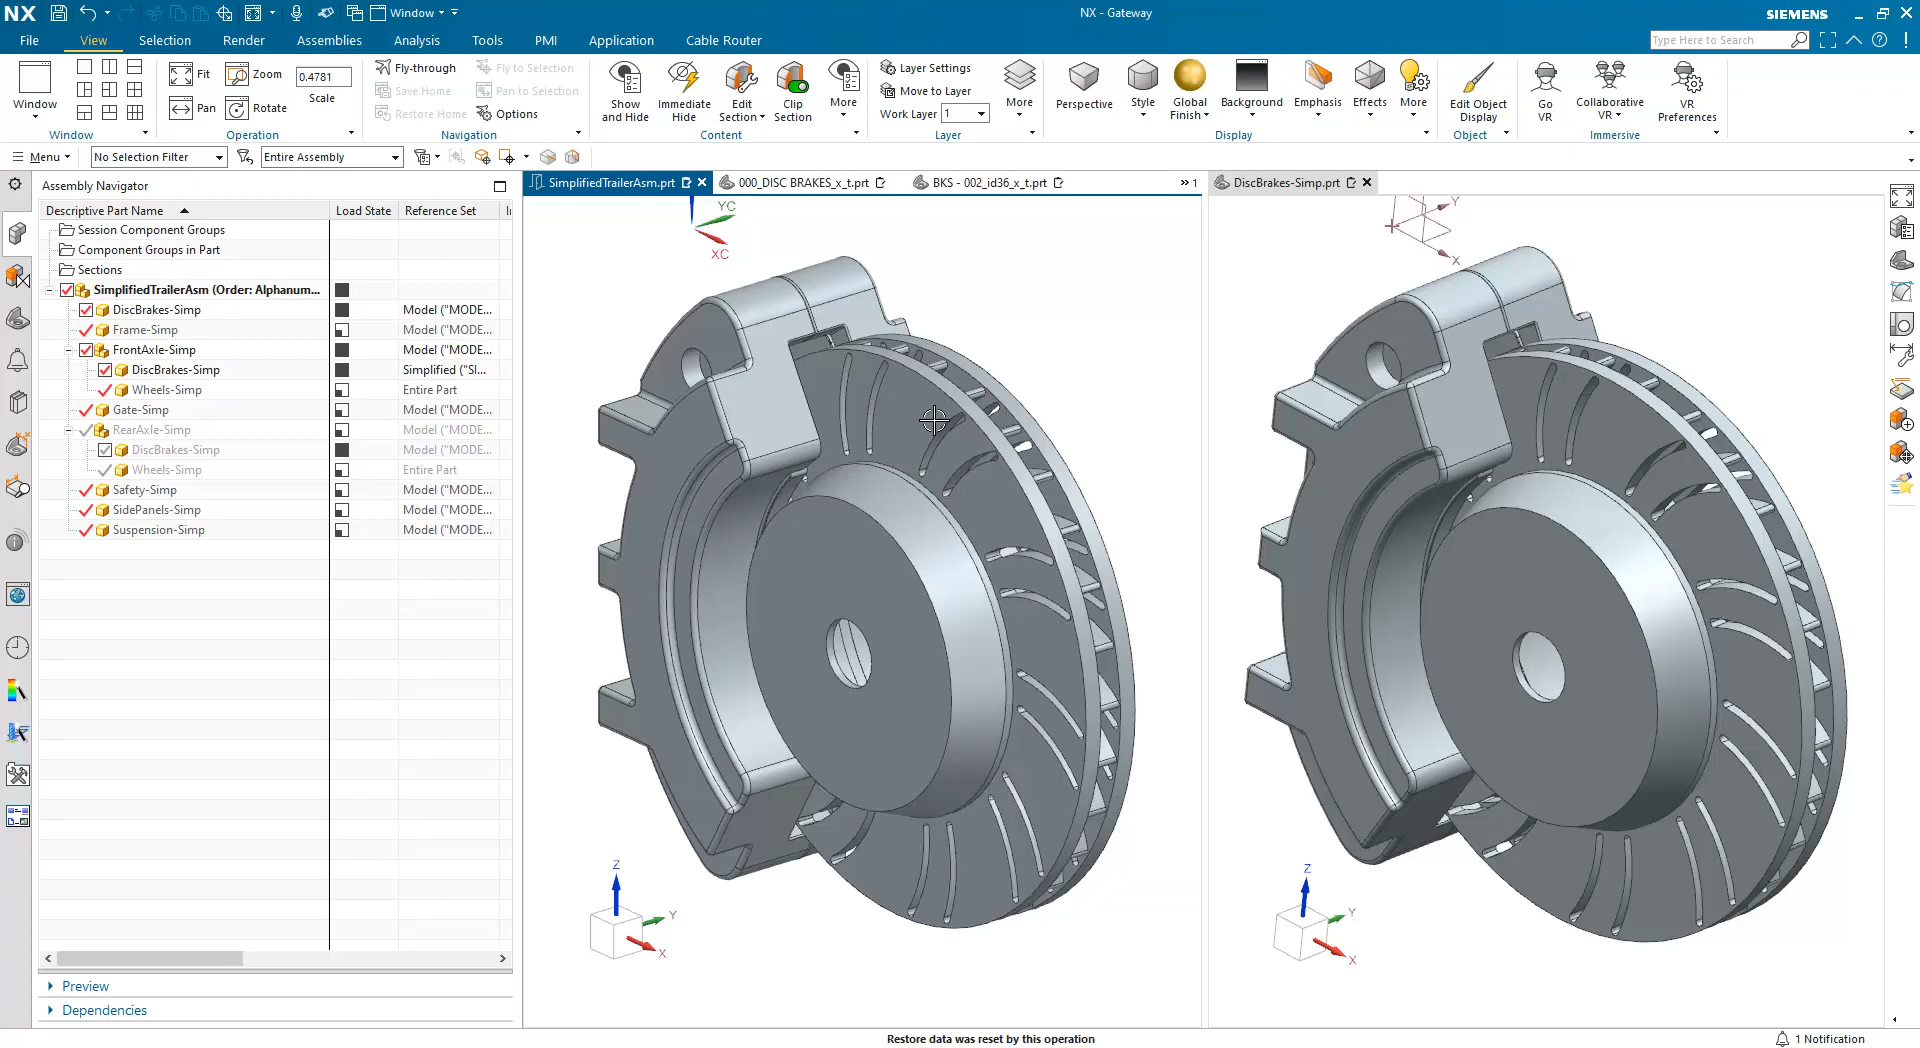 NX
Window
NX - Gateway
SIEMENS
File
View
Selection
Render
Assemblies
Analysis
Tools
PMI
Application
Cable Router
Type Here to Search
Window
Window
Fit
Pan
Zoom
Rotate
0.4781
Scale
Operation
Fly-through
Save Home
Restore Home
Fly to Selection
Pan to Selection
Options
Navigation
Show
and Hide
Immediate
Hide
Edit
Section
Clip
Section
More
Content
Layer Settings
Move to Layer
Work Layer 1
More
Layer
Perspective
Style
Global
Finish
Background
Emphasis
Effects
More
Display
Edit Object
Display
Object
Go
VR
Collaborative
VR
VR
Preferences
Immersive
Menu
No Selection Filter
Entire Assembly
Assembly Navigator
Descriptive Part Name
Load State
Reference Set
Session Component Groups
Component Groups in Part
Sections
SimplifiedTrailerAsm (Order: Alphanum...
DiscBrakes-Simp Model ("MODE...
Frame-Simp Model ("MODE...
FrontAxle-Simp Model ("MODE...
DiscBrakes-Simp Simplified ("SI...
Wheels-Simp Entire Part
Gate-Simp Model ("MODE...
RearAxle-Simp Model ("MODE...
DiscBrakes-Simp Model ("MODE...
Wheels-Simp Entire Part
Safety-Simp Model ("MODE...
SidePanels-Simp Model ("MODE...
Suspension-Simp Model ("MODE...
Preview
Dependencies
SimplifiedTrailerAsm.prt
000_DISC BRAKES_x_t.prt
BKS - 002_id36_x_t.prt
1
DiscBrakes-Simp.prt
YC
XC
Y
X
Z
Y
X
Z
Y
X
Restore data was reset by this operation
1 Notification